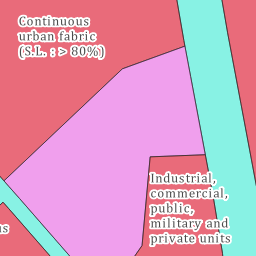 Continuous
urban fabric
(S.L. : > 80%)
Industrial,
commercial,
public,
military and
private units